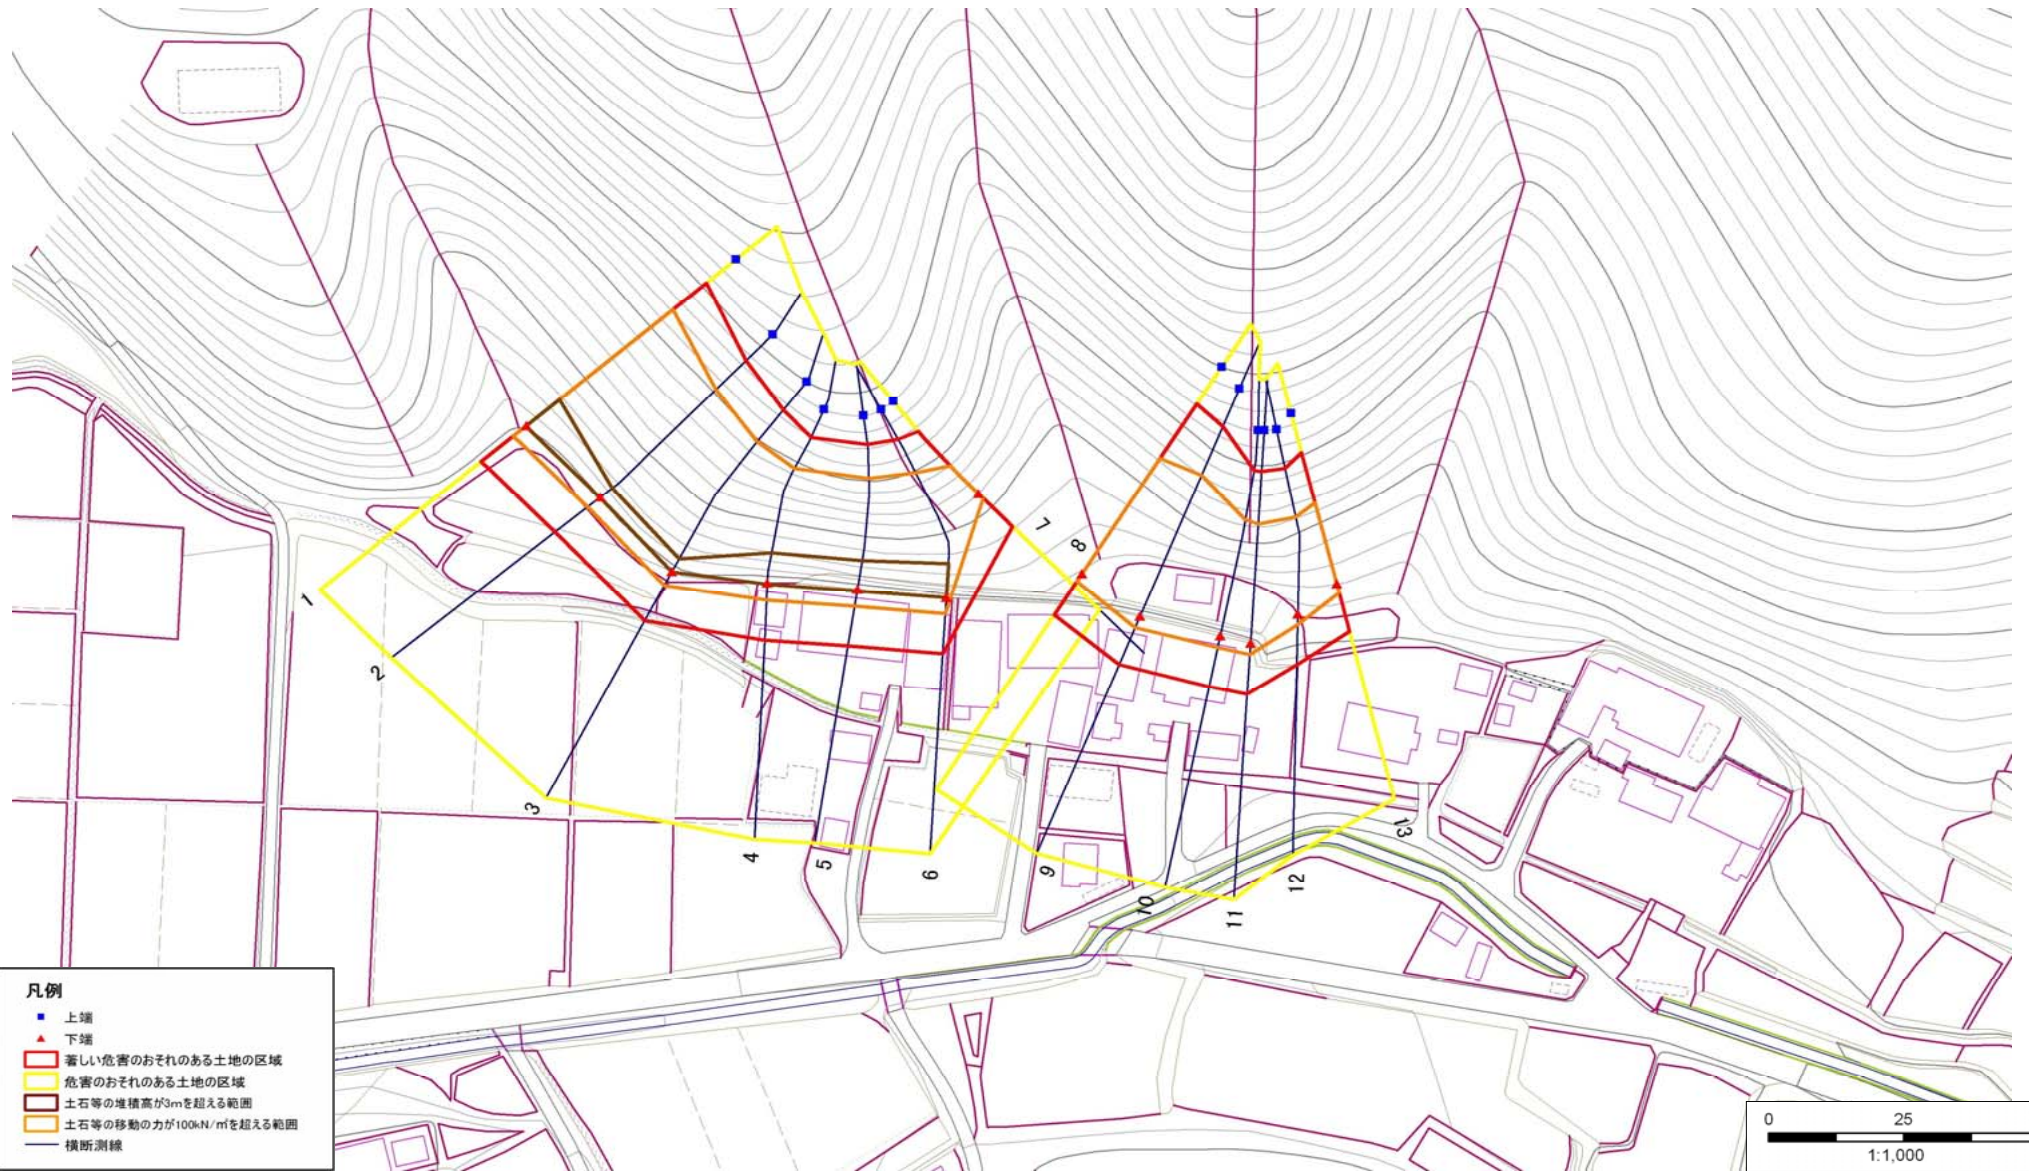 7
8
1
2
3
4
5
6
9
10
11
12
13
凡例
上端
下端
著しい危害のおそれのある土地の区域
危害のおそれのある土地の区域
土石等の堆積高が3mを超える範囲
土石等の移動の力が100kN/㎡を超える範囲
横断測線
0 25
1:1,000